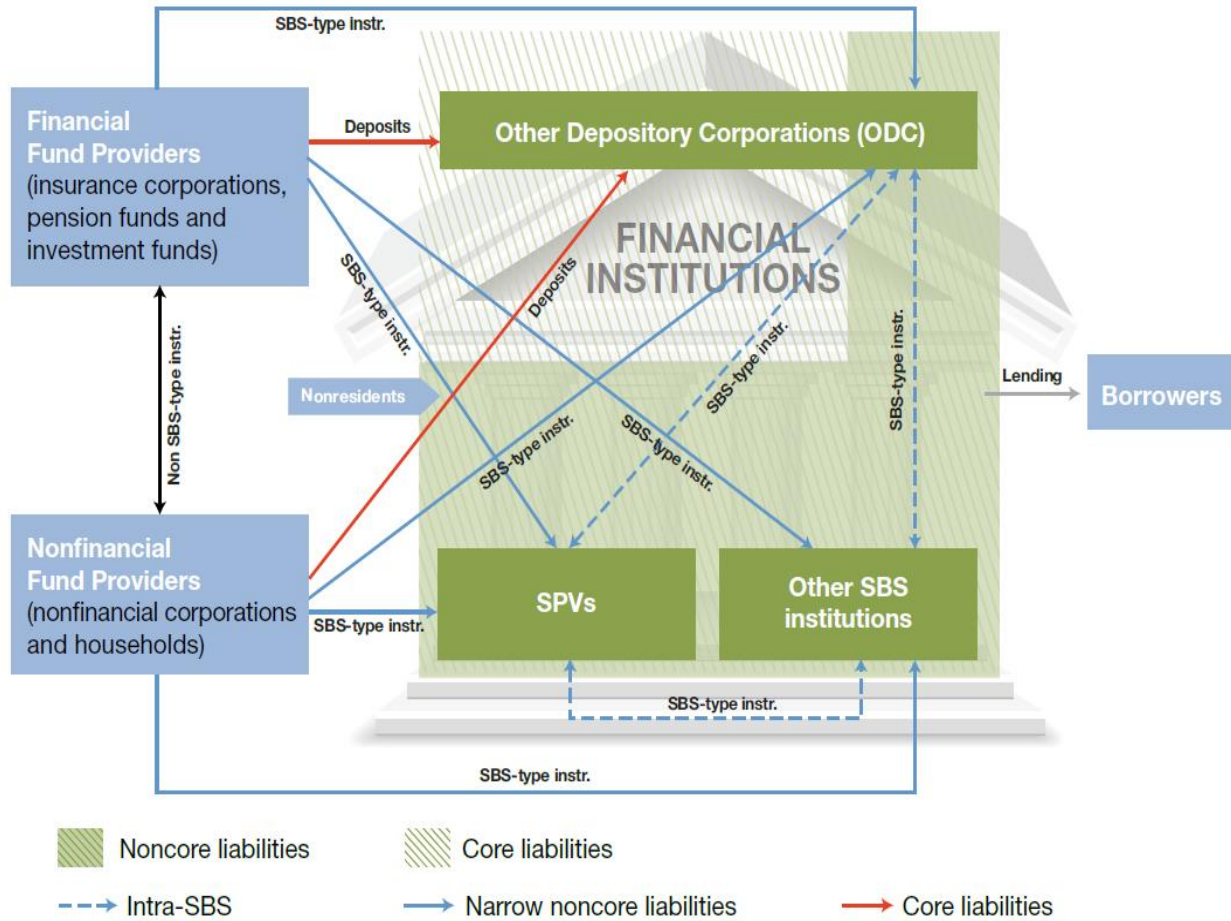 SBS-type instr.
Financial
Fund Providers
(insurance corporations,
pension funds and
investment funds)
Deposits
Other Depository Corporations (ODC)
FINANCIAL
INSTITUTIONS
SBS-type instr.
Deposits
SBS-type instr.
SBS-type instr.
Non SBS-type instr.
Nonresidents
SBS-type instr.
SBS-type instr.
Lending
Borrowers
Nonfinancial
Fund Providers
(nonfinancial corporations
and households)
SBS-type instr.
SPVs
Other SBS
institutions
SBS-type instr.
SBS-type instr.
Noncore liabilities
Core liabilities
Intra-SBS
Narrow noncore liabilities
Core liabilities